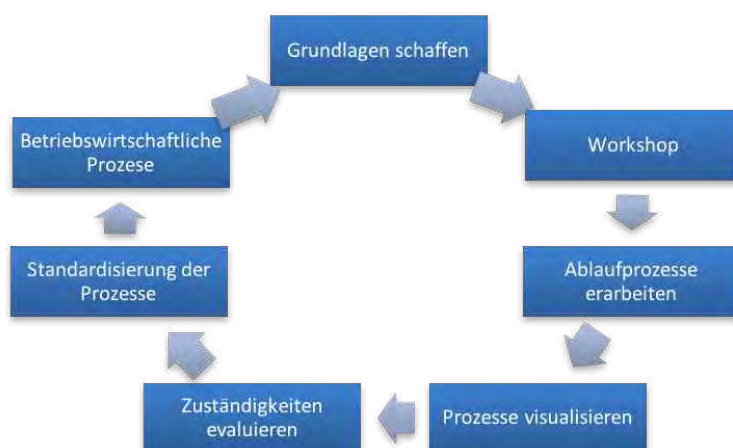 Grundlagen schaffen
Workshop
Ablaufprozesse
erarbeiten
Prozesse visualisieren
Zuständigkeiten
evaluieren
Standardisierung der
Prozesse
Betriebswirtschaftliche
Prozese